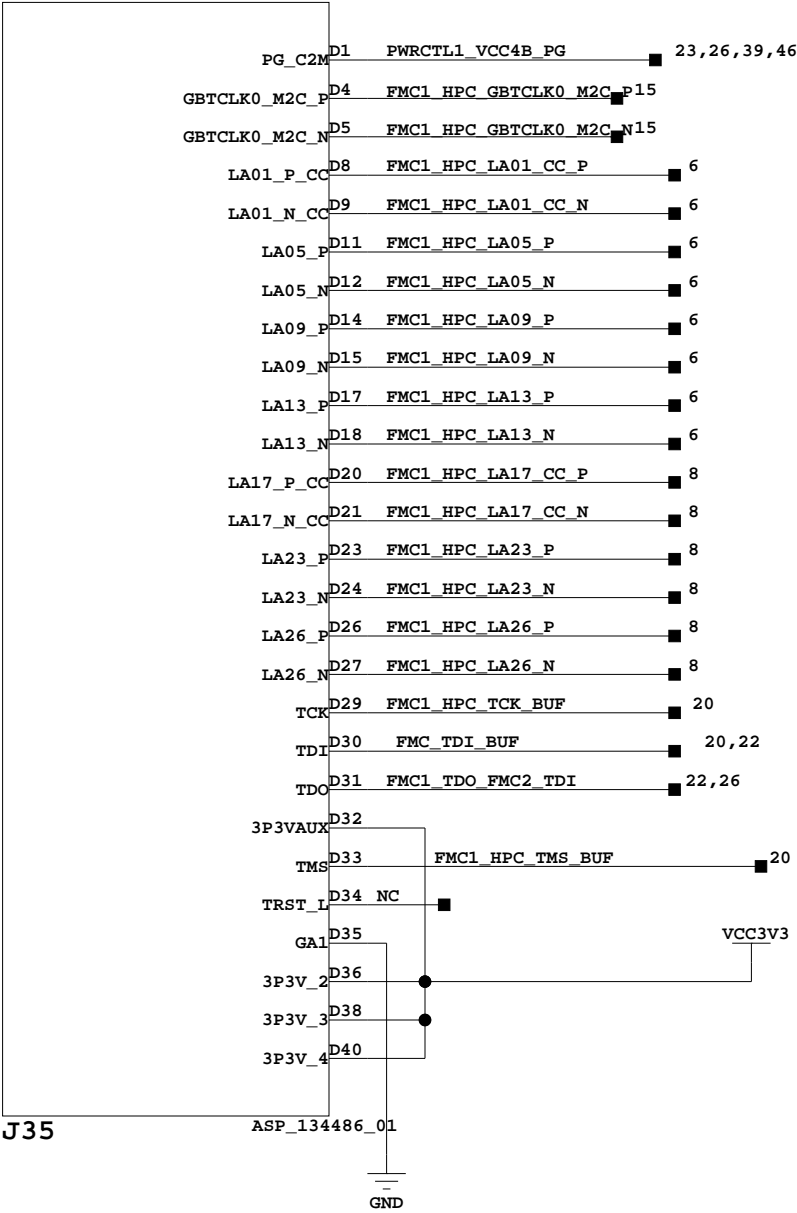 PG_C2M D1 PWRCTL1_VCC4B_PG 23,26,39,46
GBTCLK0_M2C_P D4 FMC1_HPC_GBTCLK0_M2C_P 15
GBTCLK0_M2C_N D5 FMC1_HPC_GBTCLK0_M2C_N 15
LA01_P_CC D8 FMC1_HPC_LA01_CC_P 6
LA01_N_CC D9 FMC1_HPC_LA01_CC_N 6
LA05_P D11 FMC1_HPC_LA05_P 6
LA05_N D12 FMC1_HPC_LA05_N 6
LA09_P D14 FMC1_HPC_LA09_P 6
LA09_N D15 FMC1_HPC_LA09_N 6
LA13_P D17 FMC1_HPC_LA13_P 6
LA13_N D18 FMC1_HPC_LA13_N 6
LA17_P_CC D20 FMC1_HPC_LA17_CC_P 8
LA17_N_CC D21 FMC1_HPC_LA17_CC_N 8
LA23_P D23 FMC1_HPC_LA23_P 8
LA23_N D24 FMC1_HPC_LA23_N 8
LA26_P D26 FMC1_HPC_LA26_P 8
LA26_N D27 FMC1_HPC_LA26_N 8
TCK D29 FMC1_HPC_TCK_BUF 20
TDI D30 FMC_TDI_BUF 20,22
TDO D31 FMC1_TDO_FMC2_TDI 22,26
3P3VAUX D32
TMS D33 FMC1_HPC_TMS_BUF 20
TRST_L D34 NC
GA1 D35 VCC3V3
3P3V_2 D36
3P3V_3 D38
3P3V_4 D40
J35 ASP_134486_01
GND